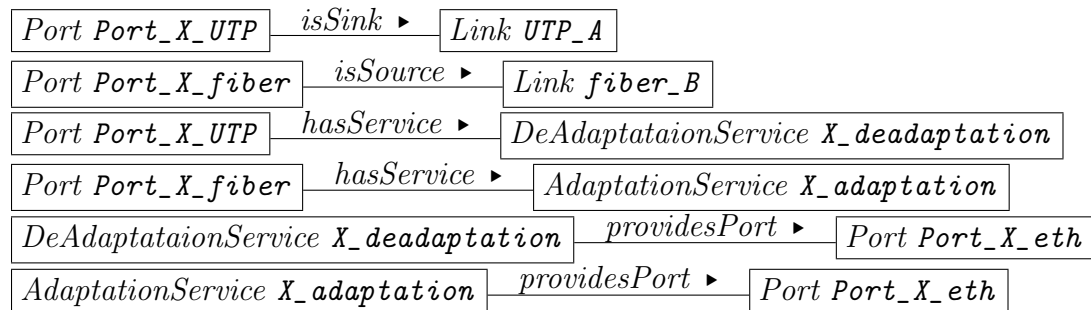 Port Port_X_UTP isSink ▸ Link UTP_A
Port Port_X_fiber isSource ▸ Link fiber_B
Port Port_X_UTP hasService ▸ DeAdaptataionService X_deadaptation
Port Port_X_fiber hasService ▸ AdaptationService X_adaptation
DeAdaptataionService X_deadaptation providesPort ▸ Port Port_X_eth
AdaptationService X_adaptation providesPort ▸ Port Port_X_eth